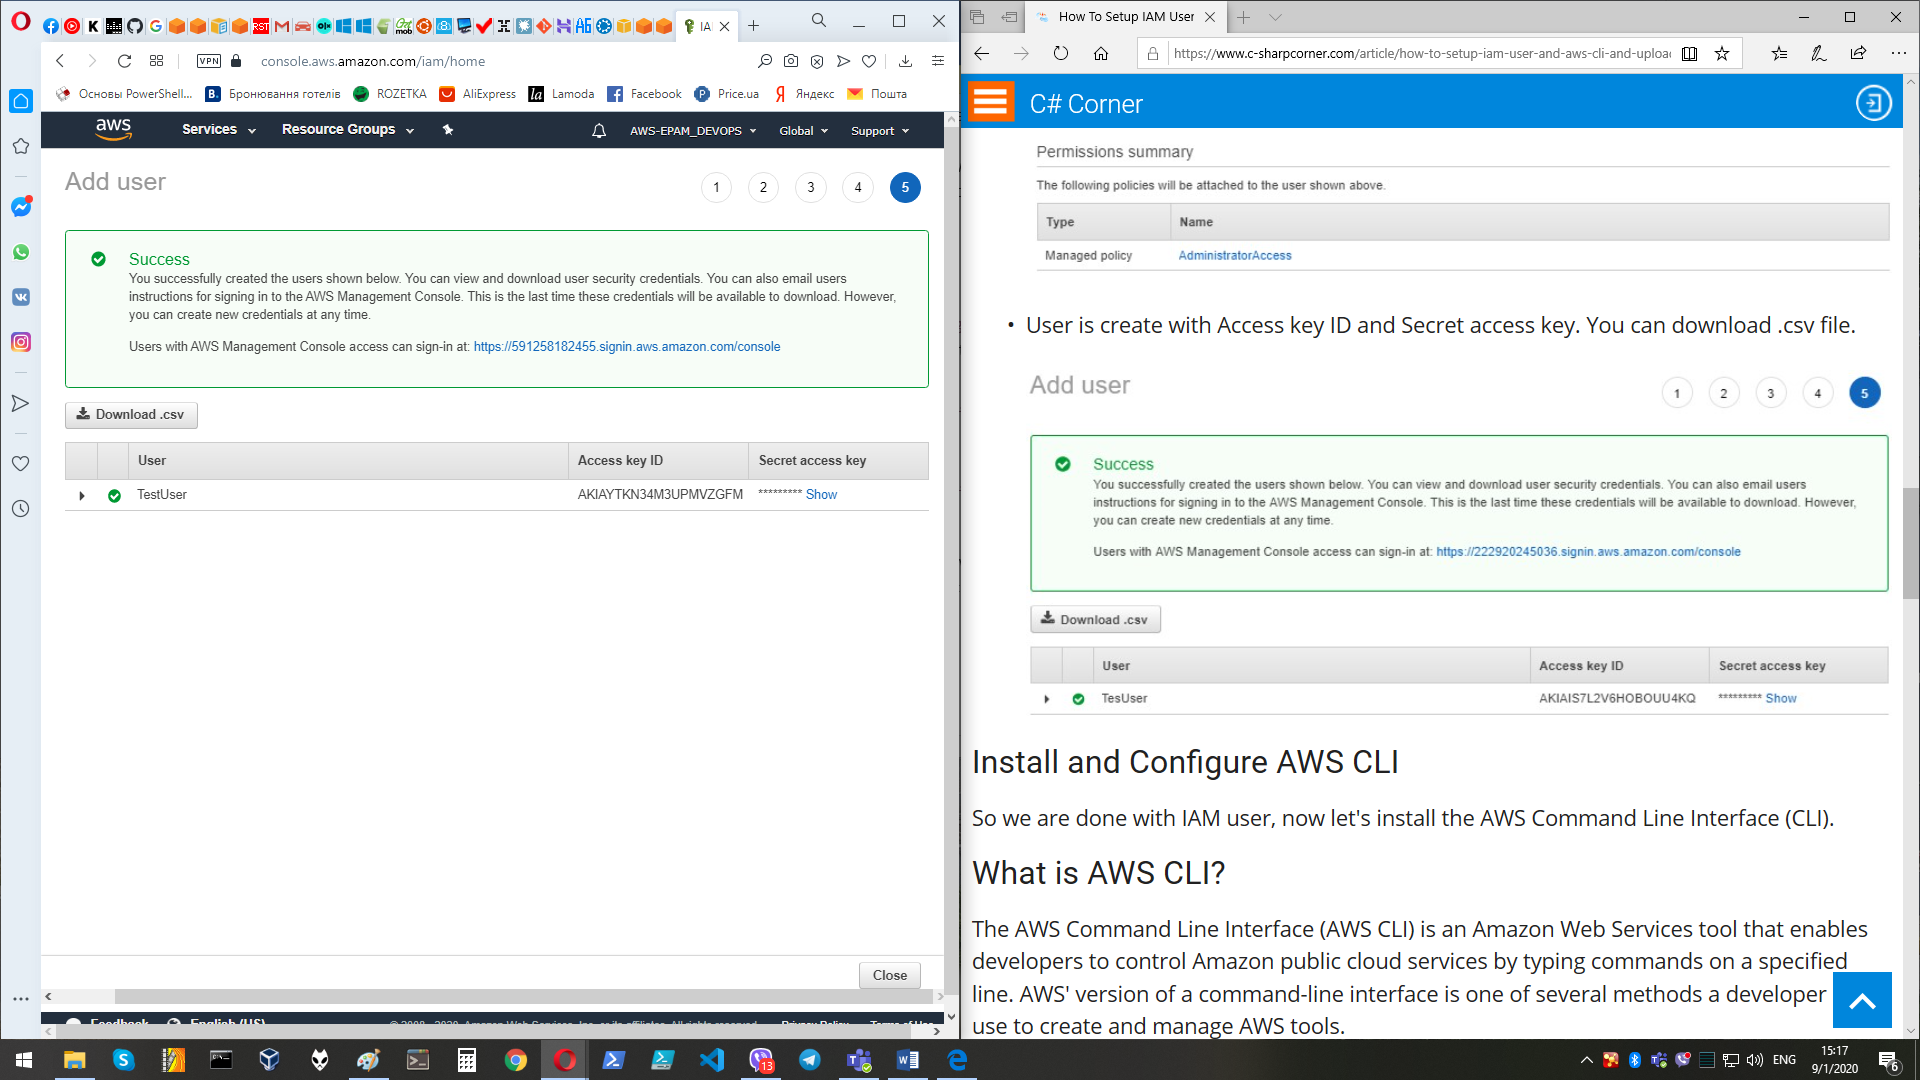 IA
console.aws.amazon.com/iam/home
VPN
Основы PowerShell...
Бронювання готелів
ROZETKA
AliExpress
Lamoda
Facebook
Price.ua
Яндекс
Пошта
aws
Services
Resource Groups
AWS-EPAM_DEVOPS
Global
Support
Add user
1 2 3 4 5
Success
You successfully created the users shown below. You can view and download user security credentials. You can also email users
instructions for signing in to the AWS Management Console. This is the last time these credentials will be available to download. However,
you can create new credentials at any time.
Users with AWS Management Console access can sign-in at: https://591258182455.signin.aws.amazon.com/console
Download .csv
User Access key ID Secret access key
TestUser AKIAYTKN34M3UPMVZGFM ********* Show
Close
Feedback English (US)
How To Setup IAM User
https://www.c-sharpcorner.com/article/how-to-setup-iam-user-and-aws-cli-and-uploa
C# Corner
Permissions summary
The following policies will be attached to the user shown above.
Type Name
Managed policy AdministratorAccess
• User is create with Access key ID and Secret access key. You can download .csv file.
Add user
1 2 3 4 5
Success
You successfully created the users shown below. You can view and download user security credentials. You can also email users
instructions for signing in to the AWS Management Console. This is the last time these credentials will be available to download. However,
you can create new credentials at any time.
Users with AWS Management Console access can sign-in at: https://222920245036.signin.aws.amazon.com/console
Download .csv
User Access key ID Secret access key
TesUser AKIAIS7L2V6HOBOUU4KQ ********* Show
Install and Configure AWS CLI
So we are done with IAM user, now let's install the AWS Command Line Interface (CLI).
What is AWS CLI?
The AWS Command Line Interface (AWS CLI) is an Amazon Web Services tool that enables
developers to control Amazon public cloud services by typing commands on a specified
line. AWS' version of a command-line interface is one of several methods a developer
use to create and manage AWS tools.
13
ENG
15:17
9/1/2020
6